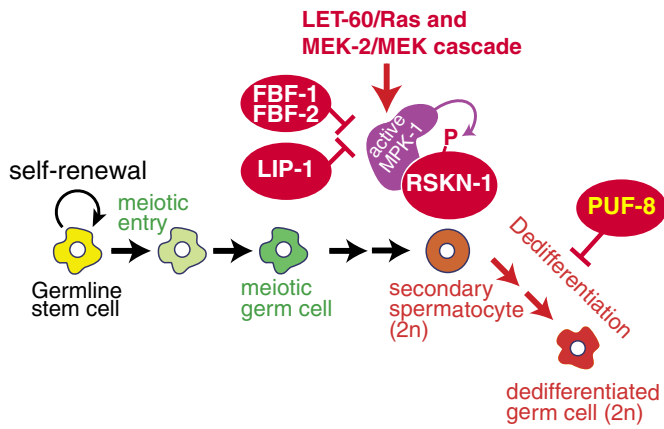 LET-60/Ras and
MEK-2/MEK cascade
FBF-1
FBF-2
active
MPK-1
P
LIP-1
RSKN-1
self-renewal
meiotic
entry
PUF-8
Dedifferentiation
Germline
stem cell
meiotic
germ cell
secondary
spermatocyte
(2n)
dedifferentiated
germ cell (2n)